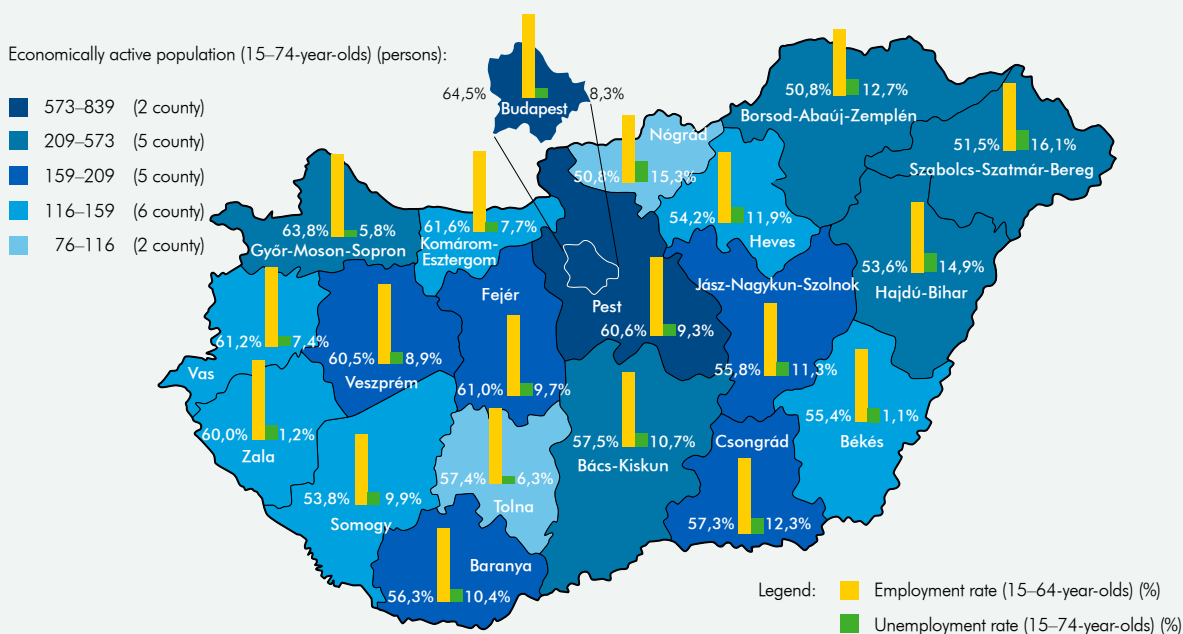 Economically active population (15–74-year-olds) (persons):
573–839 (2 county)
209–573 (5 county)
159–209 (5 county)
116–159 (6 county)
76–116 (2 county)
64,5% 8,3%
Budapest
50,8% 12,7%
Borsod-Abaúj-Zemplén
51,5% 16,1%
Szabolcs-Szatmár-Bereg
Nógrád
50,8% 15,3%
54,2% 11,9%
Heves
63,8% 5,8%
Győr-Moson-Sopron
61,6% 7,7%
Komárom-
Esztergom
53,6% 14,9%
Hajdú-Bihar
Fejér
61,0% 9,7%
Pest
60,6% 9,3%
Jász-Nagykun-Szolnok
55,8% 11,3%
61,2% 7,4%
Vas
60,5% 8,9%
Veszprém
60,0% 1,2%
Zala
55,4% 1,1%
Békés
57,5% 10,7%
Bács-Kiskun
Csongrád
57,3% 12,3%
57,4% 6,3%
Tolna
53,8% 9,9%
Somogy
Baranya
56,3% 10,4%
Legend:
Employment rate (15–64-year-olds) (%)
Unemployment rate (15–74-year-olds) (%)